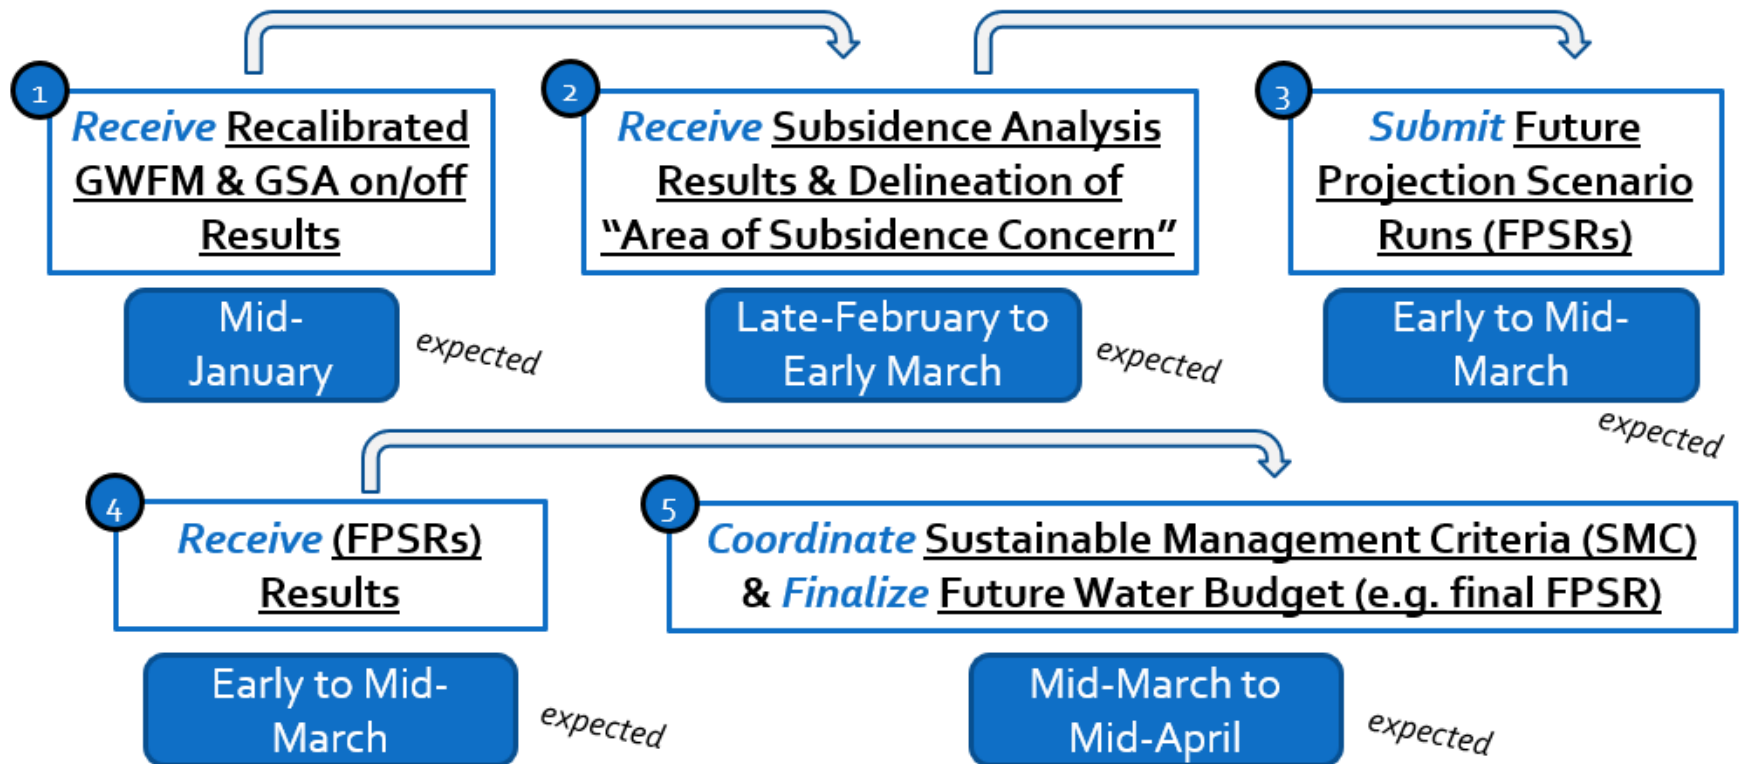 1
Receive Recalibrated
GWFM & GSA on/off
Results
Mid-
January
expected
2
Receive Subsidence Analysis
Results & Delineation of
“Area of Subsidence Concern”
Late-February to
Early March
expected
3
Submit Future
Projection Scenario
Runs (FPSRs)
Early to Mid-
March
expected
4
Receive (FPSRs)
Results
Early to Mid-
March
expected
5
Coordinate Sustainable Management Criteria (SMC)
& Finalize Future Water Budget (e.g. final FPSR)
Mid-March to
Mid-April
expected